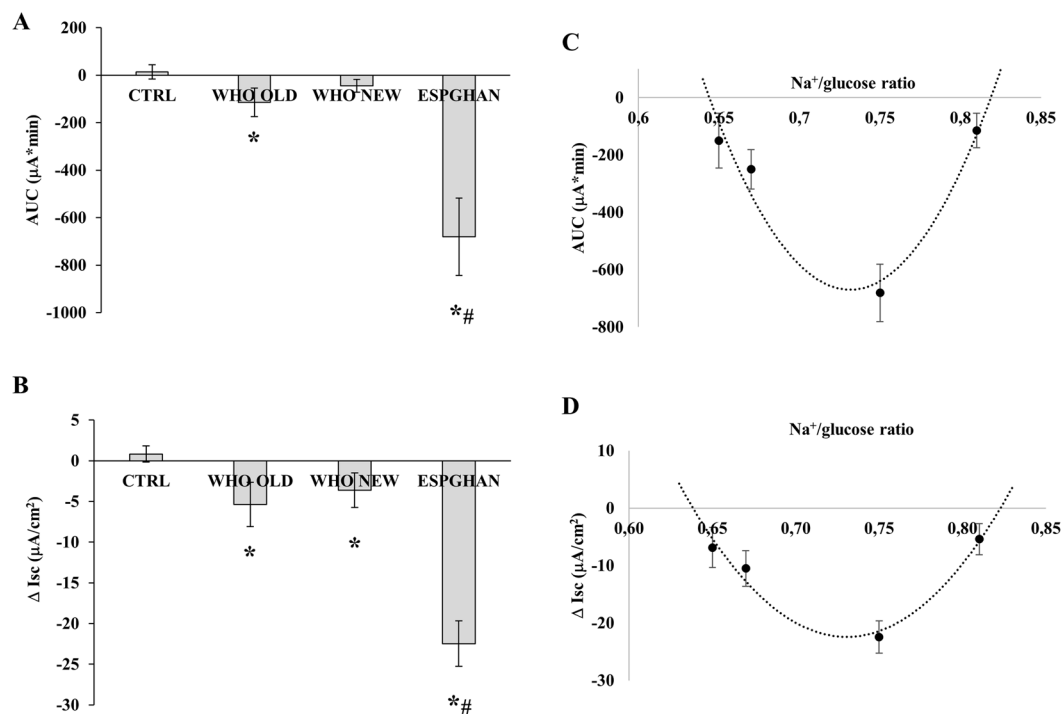 A
200
0
-200
-400
-600
-800
-1000
AUC (µA*min)
CTRL WHO OLD WHO NEW ESPGHAN
*
*#
B
5
0
-5
-10
-15
-20
-25
-30
Δ Isc (µA/cm²)
CTRL WHO OLD WHO NEW ESPGHAN
* *
*#
C
Na⁺/glucose ratio
0
-200
-400
-600
-800
AUC (µA*min)
0,6 0,65 0,7 0,75 0,8 0,85
D
Na⁺/glucose ratio
10
0
-10
-20
-30
Δ Isc (µA/cm²)
0,60 0,65 0,70 0,75 0,80 0,85